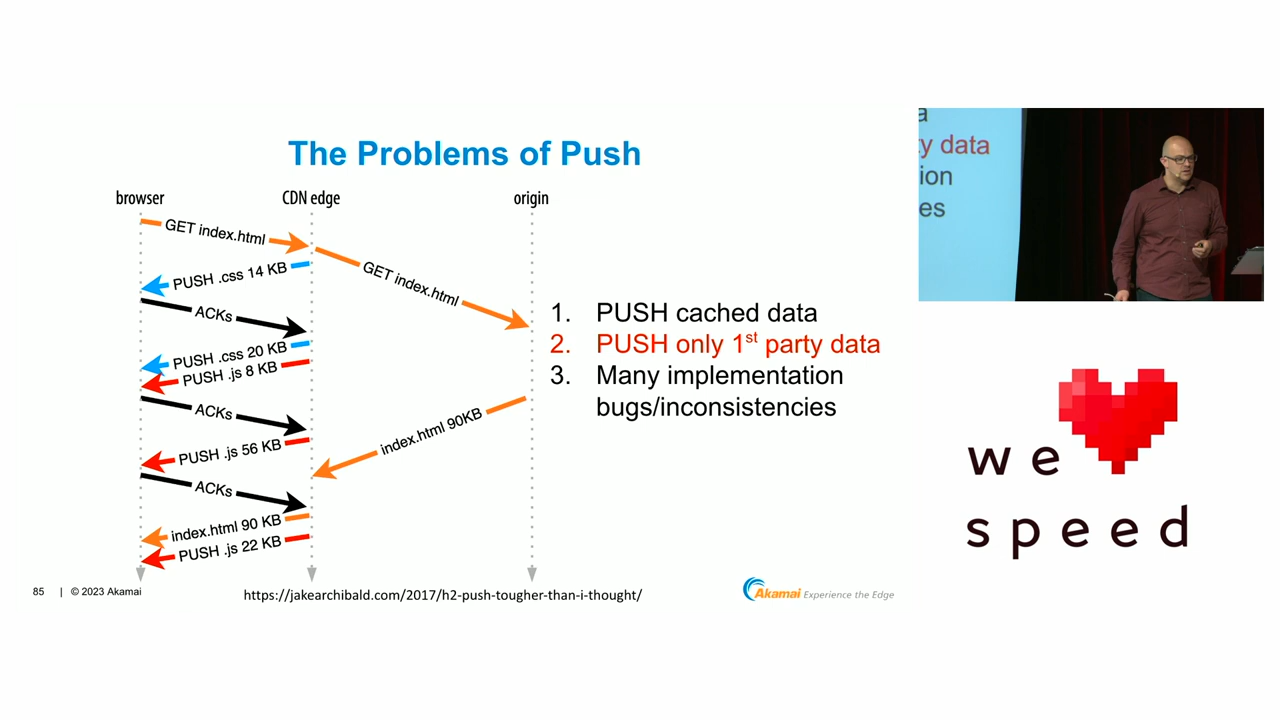 The Problems of Push
browser
CDN edge
origin
GET index.html
PUSH .css 14 KB
GET index.html
ACKs
PUSH .css 20 KB
PUSH .js 8 KB
ACKs
index.html 90KB
PUSH .js 56 KB
ACKs
index.html 90 KB
PUSH .js 22 KB
1. PUSH cached data
2. PUSH only 1st party data
3. Many implementation
bugs/inconsistencies
85 | © 2023 Akamai
https://jakearchibald.com/2017/h2-push-tougher-than-i-thought/
Akamai Experience the Edge
a
ty data
ion
es
we
speed